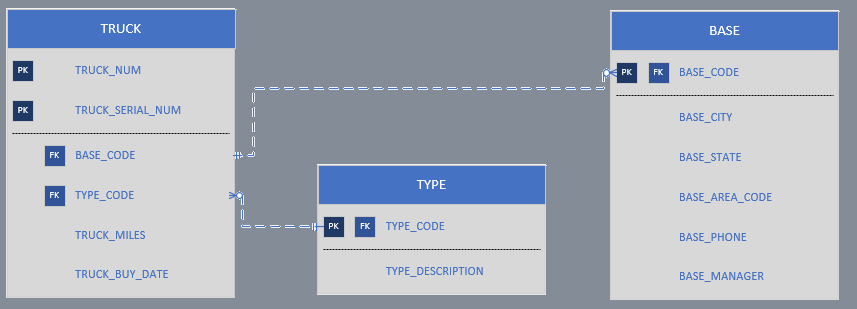 TRUCK
PK TRUCK_NUM
PK TRUCK_SERIAL_NUM
FK BASE_CODE
FK TYPE_CODE
TRUCK_MILES
TRUCK_BUY_DATE
TYPE
PK FK TYPE_CODE
TYPE_DESCRIPTION
BASE
PK FK BASE_CODE
BASE_CITY
BASE_STATE
BASE_AREA_CODE
BASE_PHONE
BASE_MANAGER